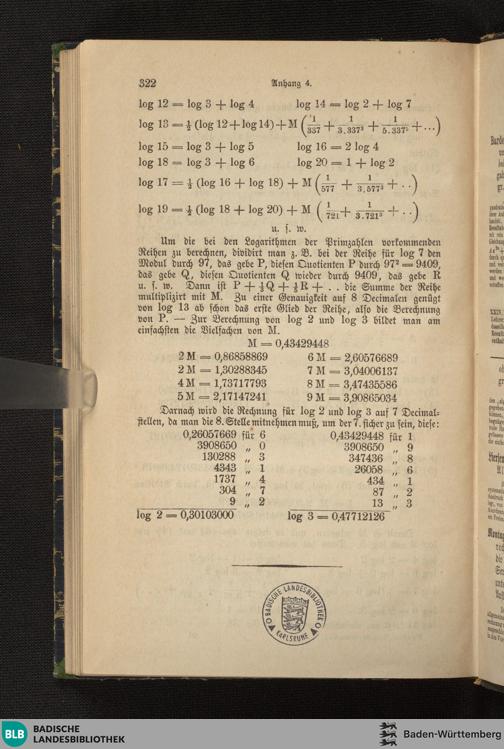 322 Anhang 4.
log 12 = log 3 + log 4 log 14 = log 2 + log 7
log 13 = ½ (log 12 + log 14) + M (1/337 + 1/3.337³ + 1/5.337⁵ + ...)
log 15 = log 3 + log 5 log 16 = 2 log 4
log 18 = log 3 + log 6 log 20 = 1 + log 2
log 17 = ½ (log 16 + log 18) + M (1/577 + 1/3.577³ + . .)
log 19 = ½ (log 18 + log 20) + M (1/721 + 1/3.721³ + . .)
u. s. w.
Um die bei den Logarithmen der Primzahlen vorkommenden
Reihen zu berechnen, dividirt man z. B. bei der Reihe für log 7 den
Modul durch 97, das gebe P, diesen Quotienten P durch 97² = 9409,
das gebe Q, diesen Quotienten Q wieder durch 9409, das gebe R
u. s. w. Dann ist P + ⅓Q + ⅕R + . . die Summe der Reihe
multiplizirt mit M. Zu einer Genauigkeit auf 8 Decimalen genügt
von log 13 ab schon das erste Glied der Reihe, also die Berechnung
von P. — Zur Berechnung von log 2 und log 3 bildet man am
einfachsten die Vielfachen von M.
M = 0,43429448
2 M = 0,86858869 6 M = 2,60576689
2 M = 1,30288345 7 M = 3,04006137
4 M = 1,73717793 8 M = 3,47435586
5 M = 2,17147241 9 M = 3,90865034
Darnach wird die Rechnung für log 2 und log 3 auf 7 Decimal-
stellen, da man die 8. Stelle mitnehmen muß, um der 7. sicher zu sein, diese:
0,26057669 für 6 0,43429448 für 1
3908650 „ 0 3908650 „ 9
130288 „ 3 347436 „ 8
4343 „ 1 26058 „ 6
1737 „ 4 434 „ 1
304 „ 7 87 „ 2
9 „ 2 13 „ 3
log 2 = 0,30103000 log 3 = 0,47712126
BADISCHE LANDESBIBLIOTHEK
KARLSRUHE
BLB BADISCHE
LANDESBIBLIOTHEK
Baden-Württemberg